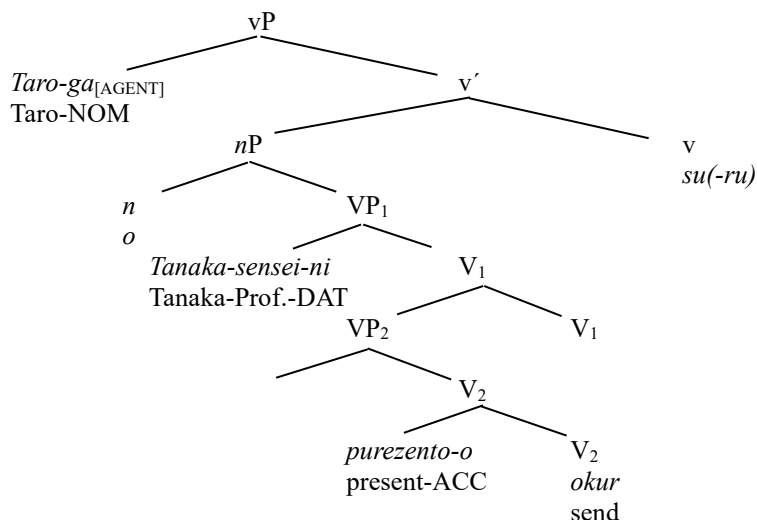 vP
Taro-ga[AGENT]
Taro-NOM
v´
nP
v
su(-ru)
n
o
VP1
Tanaka-sensei-ni
Tanaka-Prof.-DAT
V1
VP2
V1
V2
purezento-o
present-ACC
V2
okur
send